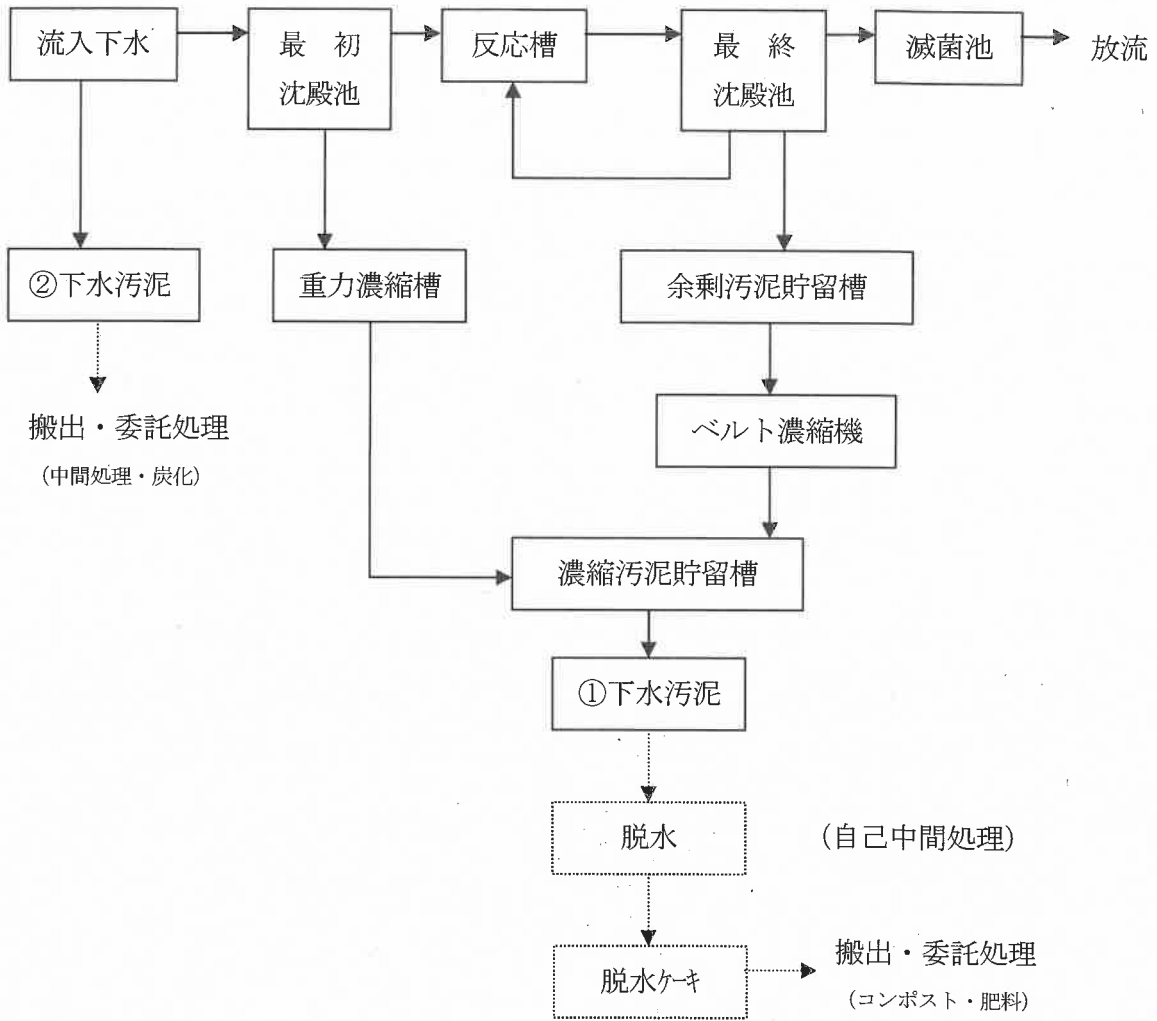 流入下水
最　初
沈殿池
反応槽
最　終
沈殿池
滅菌池
放流
②下水汚泥
重力濃縮槽
余剰汚泥貯留槽
搬出・委託処理
(中間処理・炭化)
ベルト濃縮機
濃縮汚泥貯留槽
①下水汚泥
脱水
(自己中間処理)
脱水ｹｰｷ
搬出・委託処理
(コンポスト・肥料)